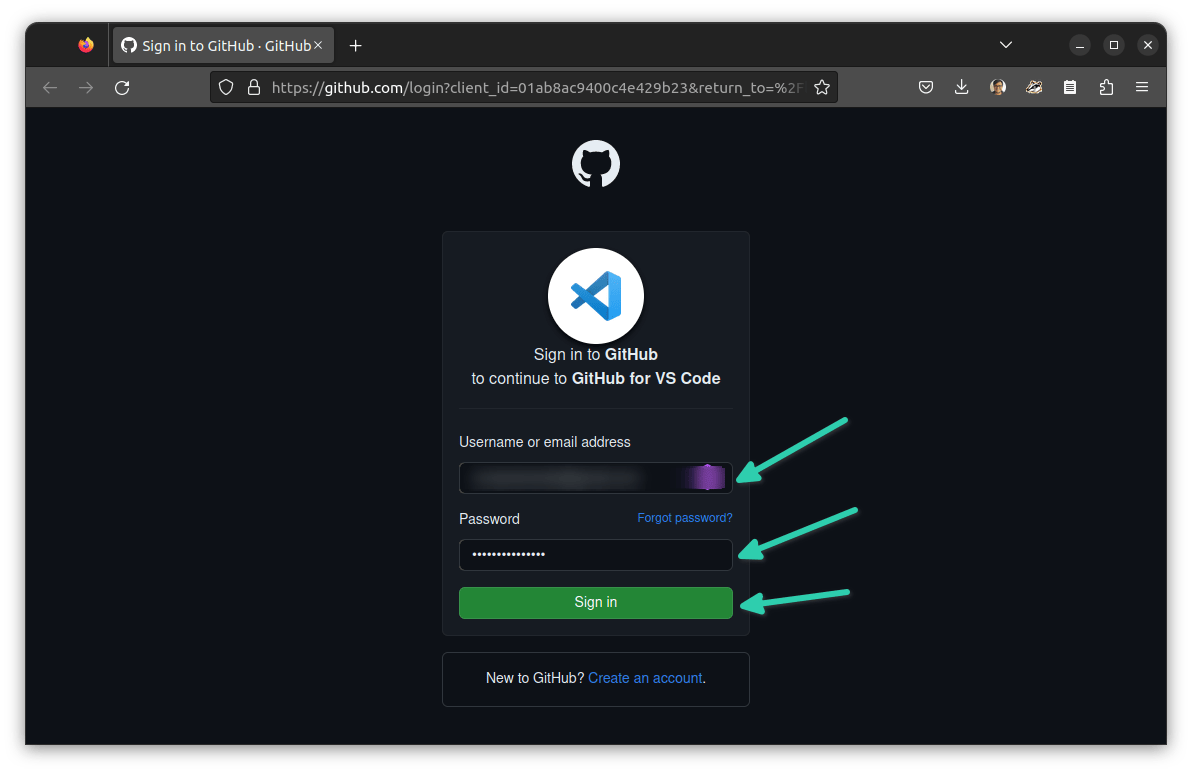 Sign in to GitHub · GitHub
https://github.com/login?client_id=01ab8ac9400c4e429b23&return_to=%2F
Sign in to GitHub
to continue to GitHub for VS Code
Username or email address
Password Forgot password?
Sign in
New to GitHub? Create an account.